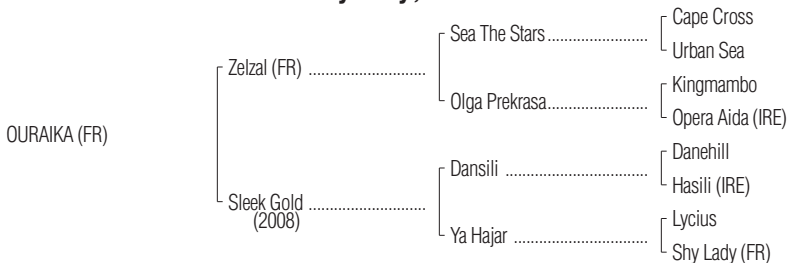 Cape Cross
Sea The Stars
Urban Sea
Zelzal (FR)
Kingmambo
Olga Prekrasa
Opera Aida (IRE)
OURAIKA (FR)
Danehill
Dansili
Hasili (IRE)
Sleek Gold
(2008)
Lycius
Ya Hajar
Shy Lady (FR)